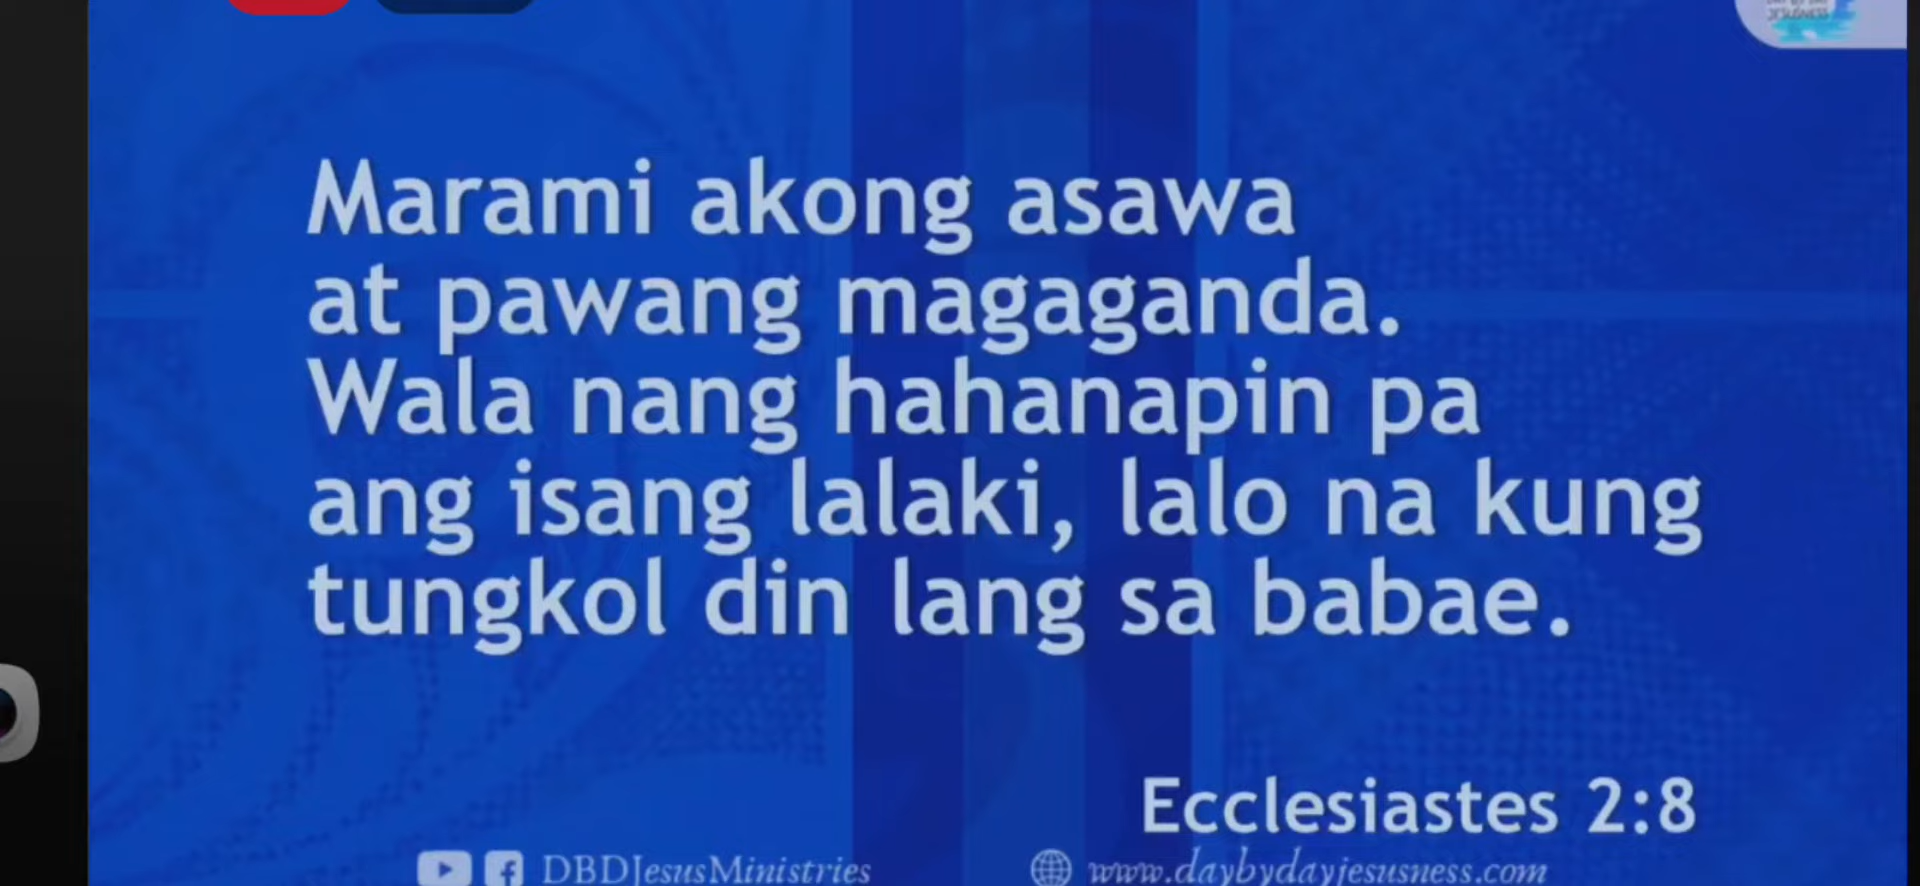 Marami akong asawa
at pawang magaganda.
Wala nang hahanapin pa
ang isang lalaki, lalo na kung
tungkol din lang sa babae.
Ecclesiastes 2:8
DBDJesusMinistries
www.daybydayjesusness.com